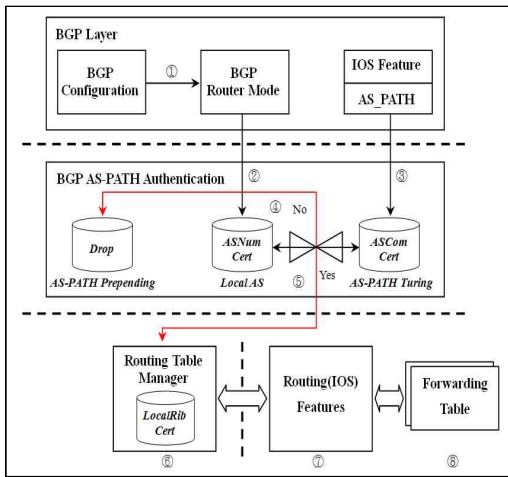 BGP Layer
BGP
Configuration
①
BGP
Router Mode
IOS Feature
AS_PATH
BGP AS-PATH Authentication
②
③
④
No
Drop
AS-PATH Prepending
ASNum
Cert
Local AS
⑤
Yes
ASCom
Cert
AS-PATH Turing
Routing Table
Manager
LocalRib
Cert
⑥
Routing(IOS)
Features
⑦
Forwarding
Table
⑧